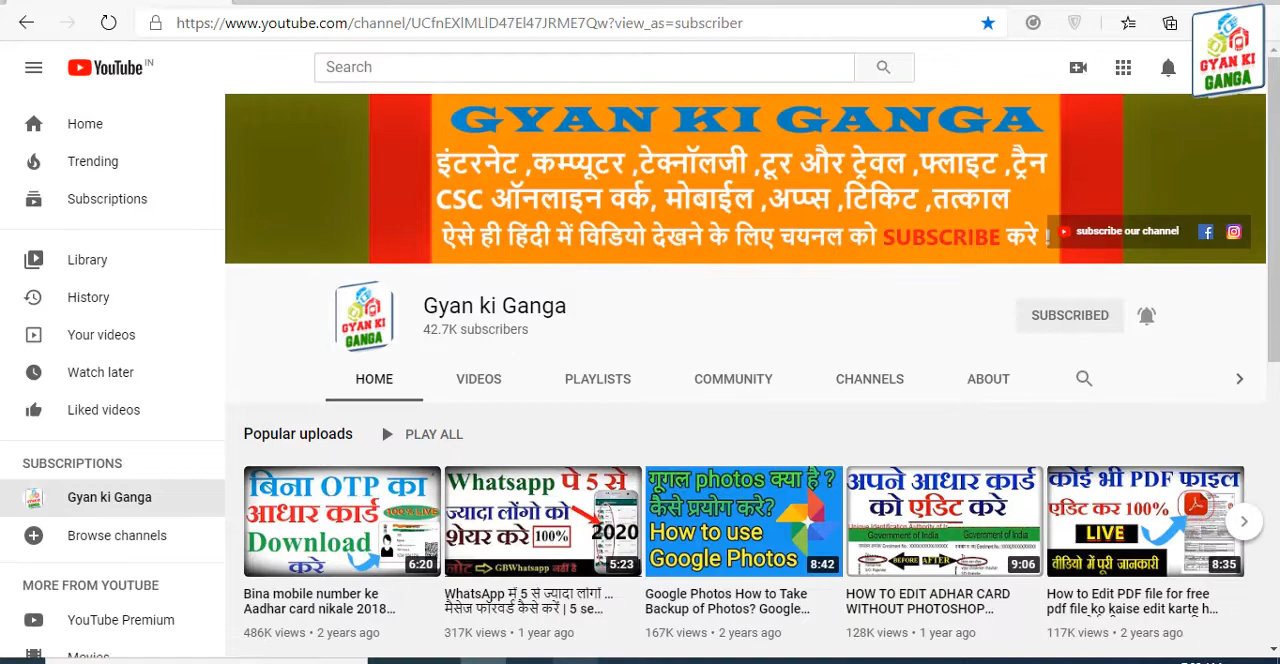 https://www.youtube.com/channel/UCfnEXlMLlD47El47JRME7Qw?view_as=subscriber
GYAN KI
GANGA
YouTube IN
Search
Home
Trending
Subscriptions
Library
History
Your videos
Watch later
Liked videos
SUBSCRIPTIONS
Gyan ki Ganga
Browse channels
MORE FROM YOUTUBE
YouTube Premium
Movies
GYAN KI GANGA
इंटरनेट ,कम्प्यूटर ,टेक्नॉलजी ,टूर और ट्रेवल ,फ्लाइट ,ट्रैन
CSC ऑनलाइन वर्क, मोबाईल ,अप्प्स ,टिकिट ,तत्काल
ऐसे ही हिंदी में विडियो देखने के लिए चयनल को SUBSCRIBE करे !
subscribe our channel
GYAN KI
GANGA
Gyan ki Ganga
42.7K subscribers
SUBSCRIBED
HOME VIDEOS PLAYLISTS COMMUNITY CHANNELS ABOUT
Popular uploads PLAY ALL
बिना OTP का
आधार कार्ड 100% LIVE
Download
करे
6:20
Bina mobile number ke
Aadhar card nikale 2018...
486K views • 2 years ago
Whatsapp पे 5 से
ज्यादा लोंगो को
शेयर करे 100% 2020
नोट GBWhatsapp नहीं है
5:23
WhatsApp में 5 से ज्यादा लोगों ...
मैसेज फॉरवर्ड कैसे करें | 5 se...
317K views • 1 year ago
गूगल photos क्या है ?
कैसे प्रयोग करे?
How to use
Google Photos
8:42
Google Photos How to Take
Backup of Photos? Google...
167K views • 2 years ago
अपने आधार कार्ड
को एडिट करे
Government of India Government of India
BEFORE AFTER
9:06
HOW TO EDIT ADHAR CARD
WITHOUT PHOTOSHOP...
128K views • 1 year ago
कोई भी PDF फाइल
एडिट कर 100%
LIVE
वीडियो में पूरी जानकारी
8:35
How to Edit PDF file for free
pdf file ko kaise edit karte h...
117K views • 2 years ago